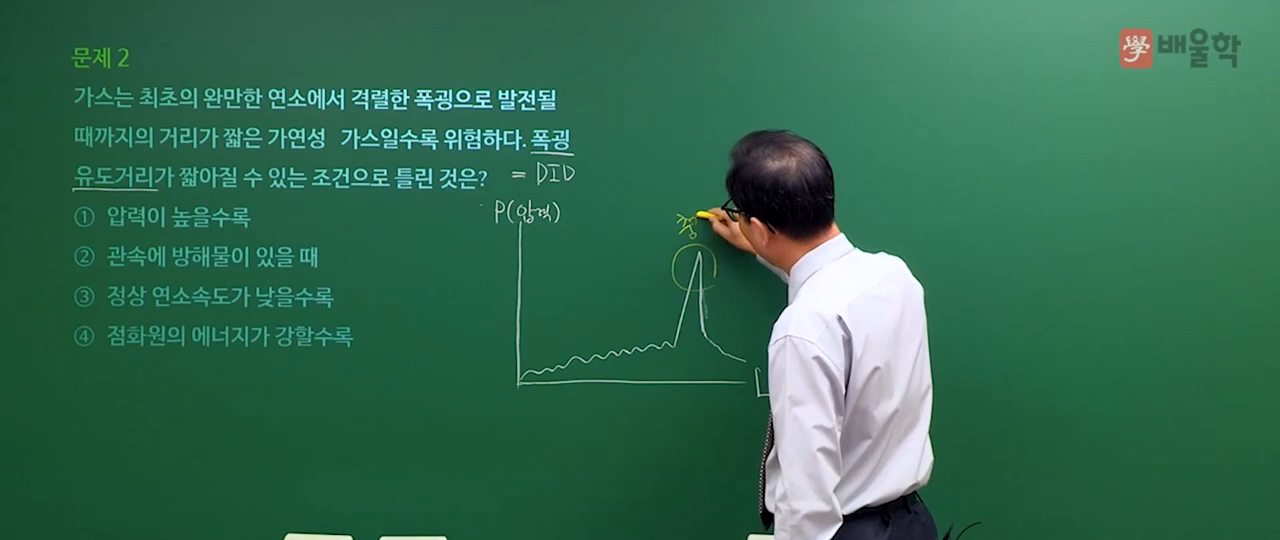 문제 2
學 배울학
가스는 최초의 완만한 연소에서 격렬한 폭굉으로 발전될
때까지의 거리가 짧은 가연성 가스일수록 위험하다. 폭굉
유도거리가 짧아질 수 있는 조건으로 틀린 것은? = DID
① 압력이 높을수록
② 관속에 방해물이 있을 때
③ 정상 연소속도가 낮을수록
④ 점화원의 에너지가 강할수록
P(압력)